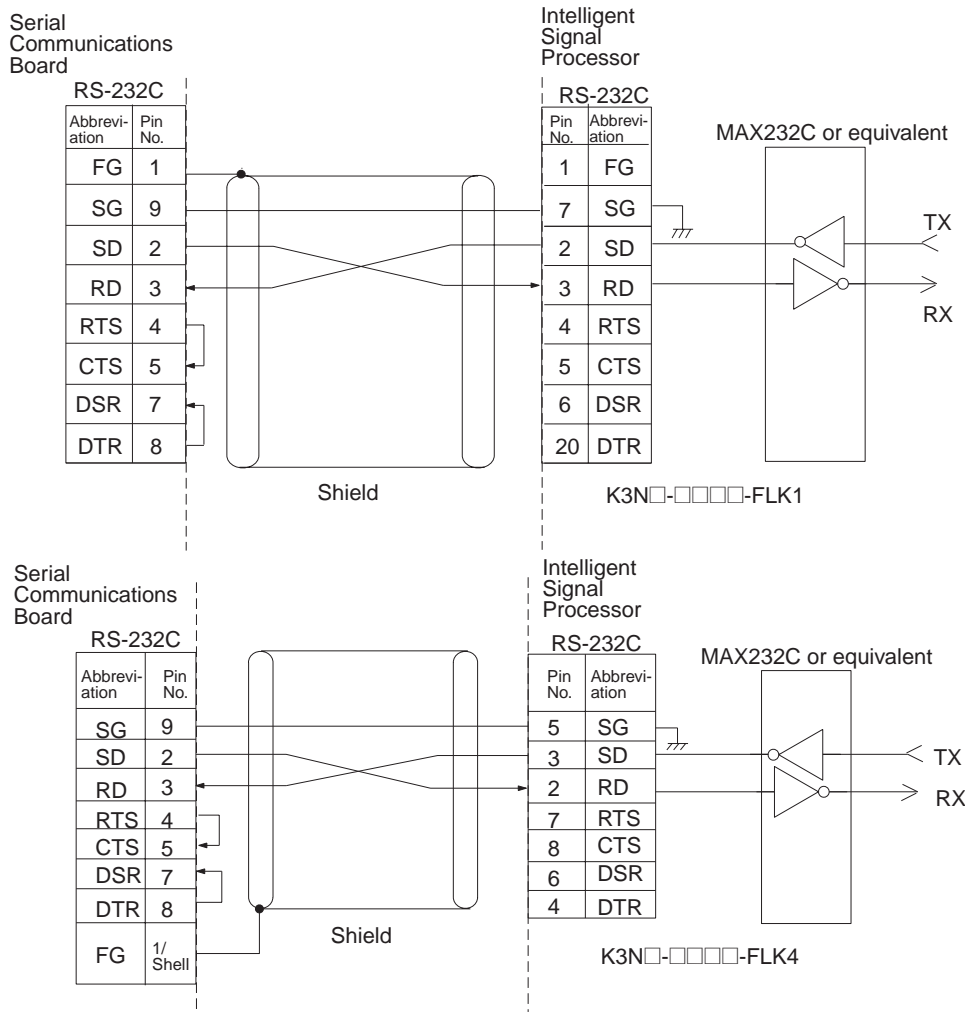 Serial
Communications
Board
RS-232C
Abbrevi-
ation
Pin
No.
FG 1
SG 9
SD 2
RD 3
RTS 4
CTS 5
DSR 7
DTR 8
Shield
Intelligent
Signal
Processor
RS-232C
Pin
No.
Abbrevi-
ation
1 FG
7 SG
2 SD
3 RD
4 RTS
5 CTS
6 DSR
20 DTR
MAX232C or equivalent
TX
RX
K3N□-□□□□-FLK1
Serial
Communications
Board
RS-232C
Abbrevi-
ation
Pin
No.
SG 9
SD 2
RD 3
RTS 4
CTS 5
DSR 7
DTR 8
FG 1/
Shell
Shield
Intelligent
Signal
Processor
RS-232C
Pin
No.
Abbrevi-
ation
5 SG
3 SD
2 RD
7 RTS
8 CTS
6 DSR
4 DTR
MAX232C or equivalent
TX
RX
K3N□-□□□□-FLK4